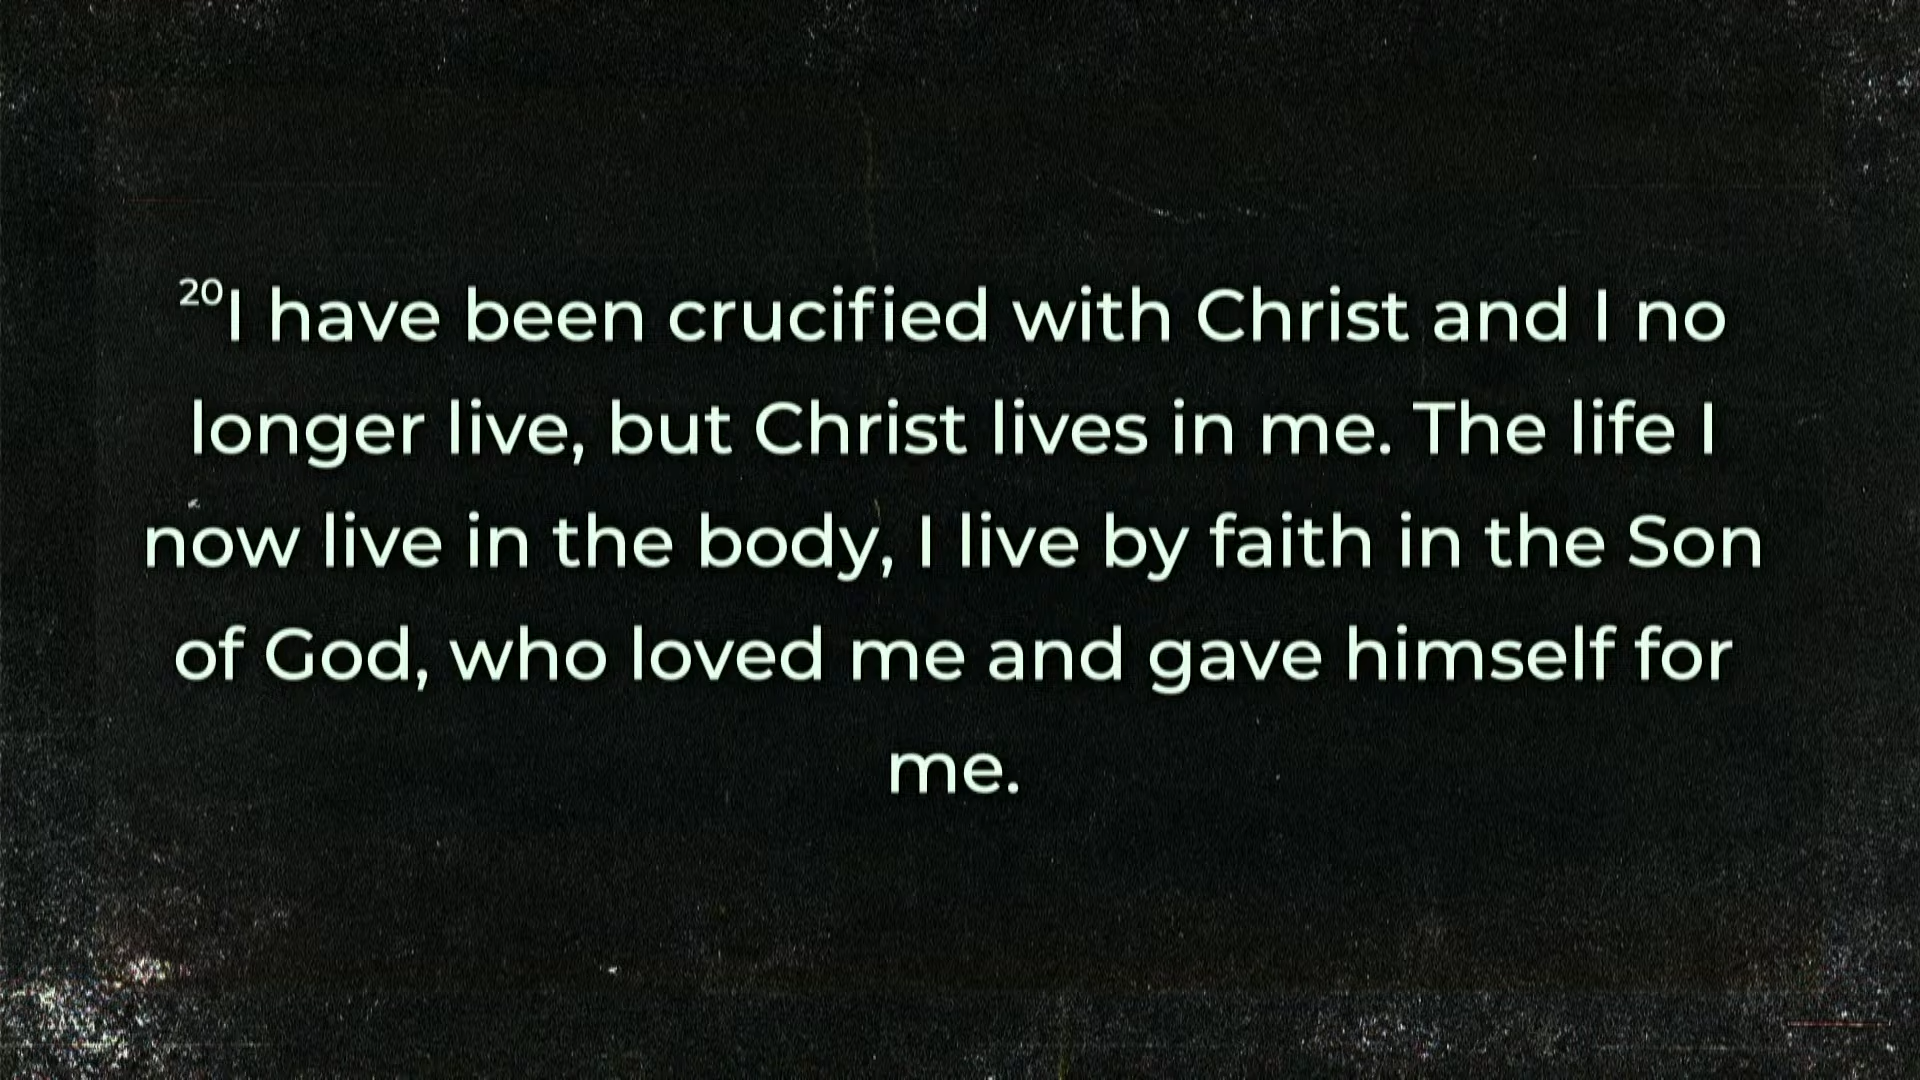 ²⁰I have been crucified with Christ and I no
longer live, but Christ lives in me. The life I
now live in the body, I live by faith in the Son
of God, who loved me and gave himself for
me.